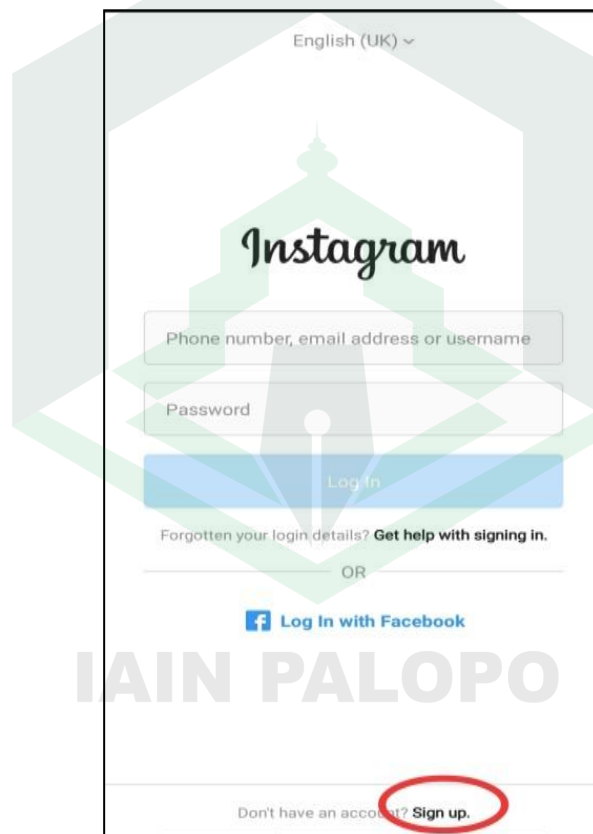 English (UK)
Instagram
Phone number, email address or username
Password
Log In
Forgotten your login details? Get help with signing in.
OR
Log In with Facebook
IAIN PALOPO
Don't have an account? Sign up.